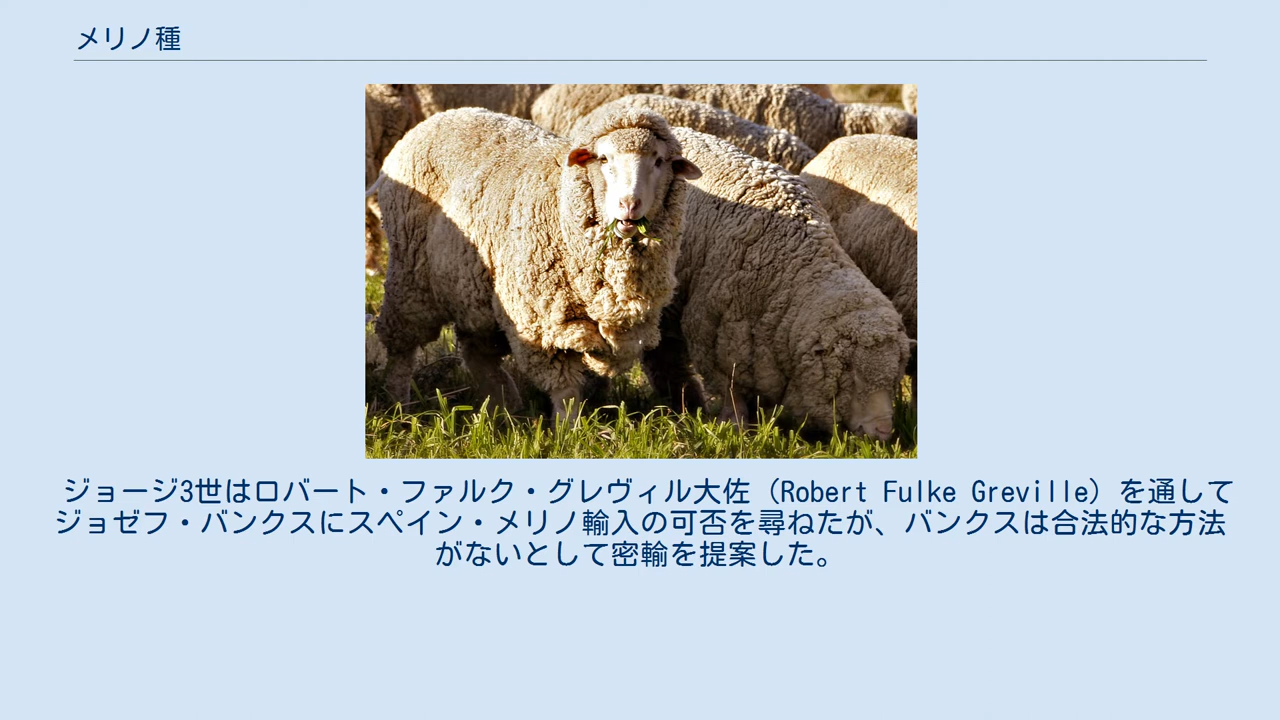 メリノ種
ジョージ3世はロバート・ファルク・グレヴィル大佐（Robert Fulke Greville）を通して
ジョゼフ・バンクスにスペイン・メリノ輸入の可否を尋ねたが、バンクスは合法的な方法
がないとして密輸を提案した。